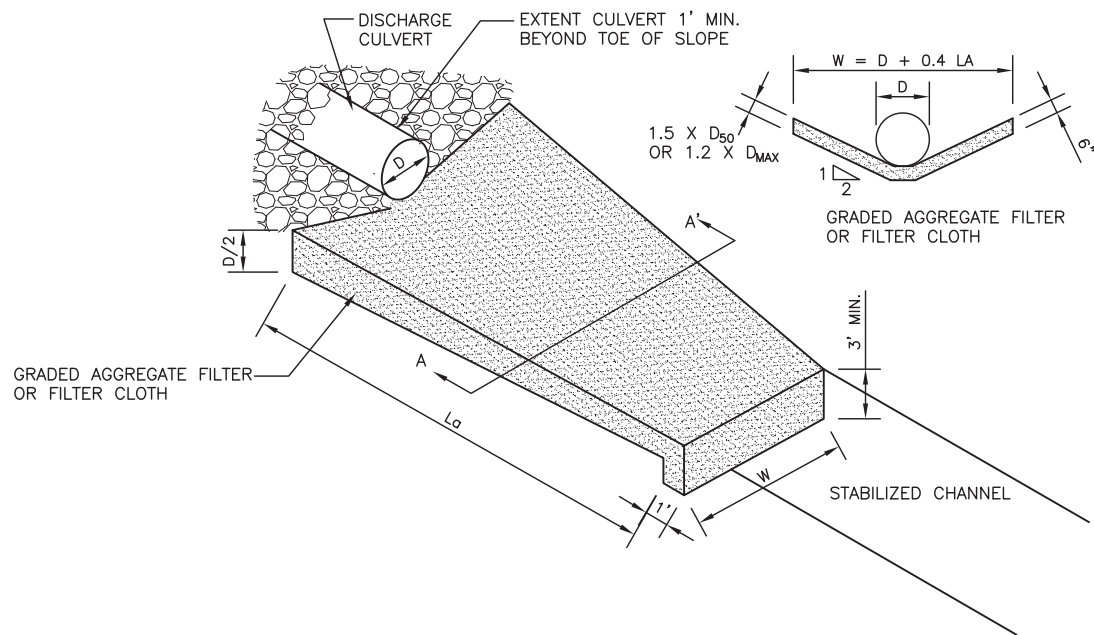 DISCHARGE
CULVERT
EXTENT CULVERT 1' MIN.
BEYOND TOE OF SLOPE
W = D + 0.4 LA
D
1.5 X D50
OR 1.2 X DMAX
6"
1
2
GRADED AGGREGATE FILTER
OR FILTER CLOTH
D
D/2
A'
3' MIN.
GRADED AGGREGATE FILTER
OR FILTER CLOTH
A
La
1'
W
STABILIZED CHANNEL